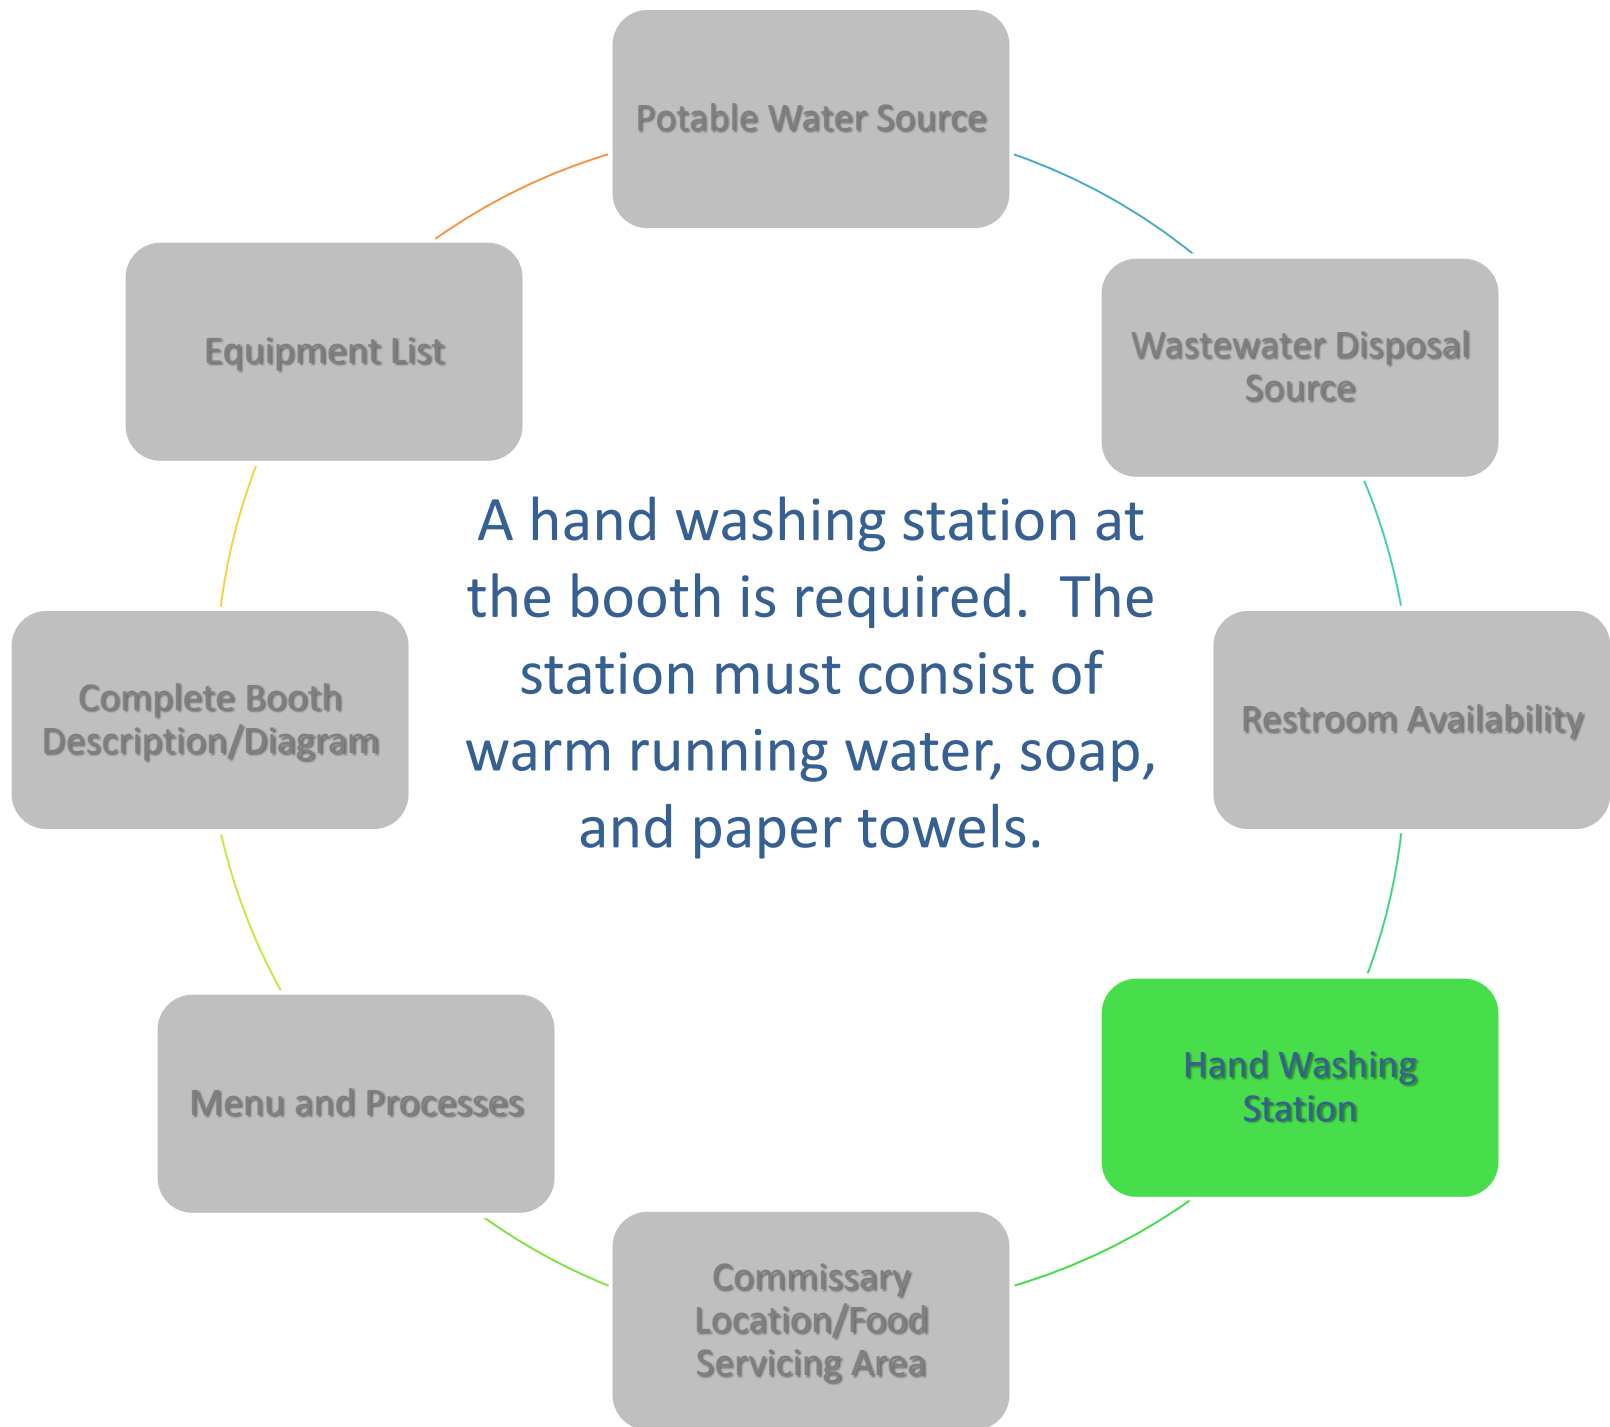 Potable Water Source
Wastewater Disposal
Source
Restroom Availability
Hand Washing
Station
Commissary
Location/Food
Servicing Area
Menu and Processes
Complete Booth
Description/Diagram
Equipment List
A hand washing station at
the booth is required.  The
station must consist of
warm running water, soap,
and paper towels.